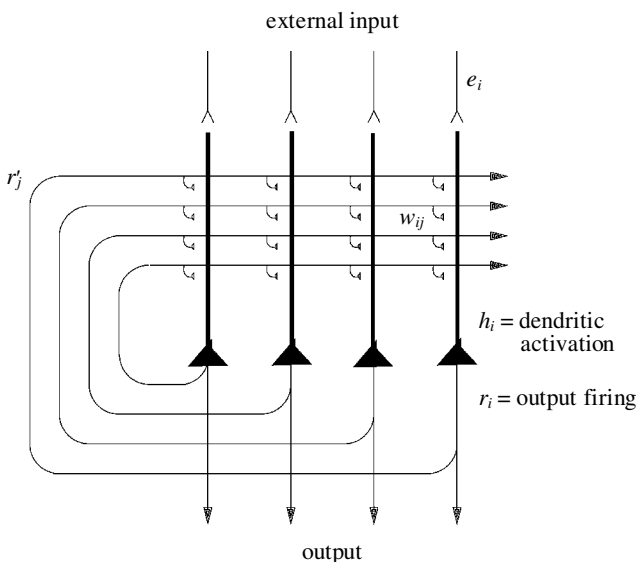 external input
e_i
r'_j
w_ij
h_i = dendritic
activation
r_i = output firing
output